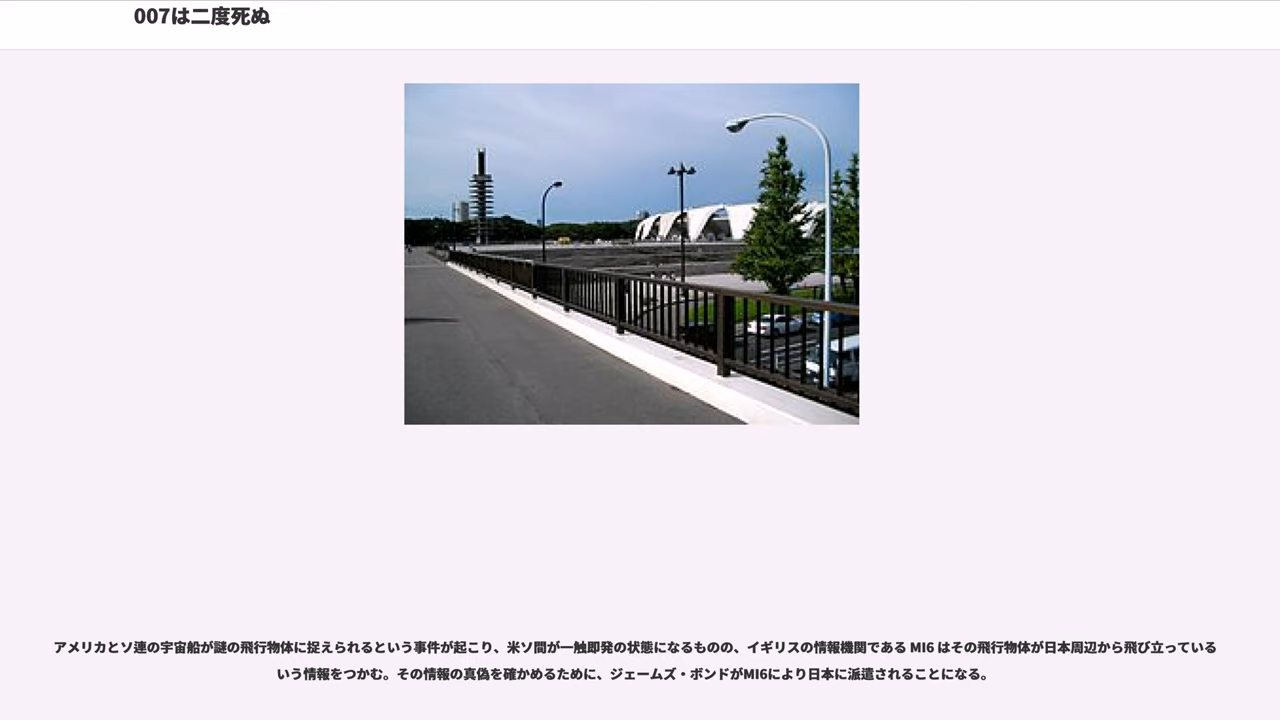 007は二度死ぬ
アメリカとソ連の宇宙船が謎の飛行物体に捉えられるという事件が起こり、米ソ間が一触即発の状態になるものの、イギリスの情報機関である MI6 はその飛行物体が日本周辺から飛び立っている
いう情報をつかむ。その情報の真偽を確かめるために、ジェームズ・ボンドがMI6により日本に派遣されることになる。